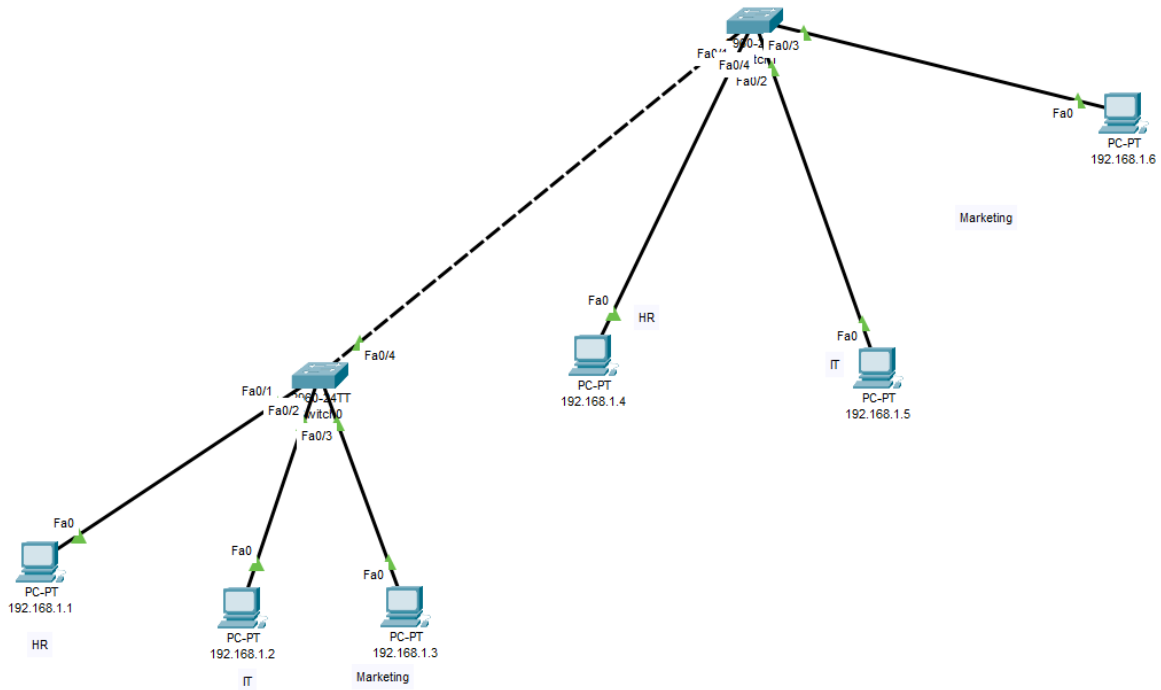 Fa0/3
Fa0/4
Fa0/2
Fa0
PC-PT
192.168.1.6
Marketing
Fa0
HR
PC-PT
192.168.1.4
Fa0
IT
PC-PT
192.168.1.5
Fa0/4
Fa0/1
Fa0/2
Fa0/3
Fa0
PC-PT
192.168.1.1
HR
Fa0
PC-PT
192.168.1.2
IT
Fa0
PC-PT
192.168.1.3
Marketing